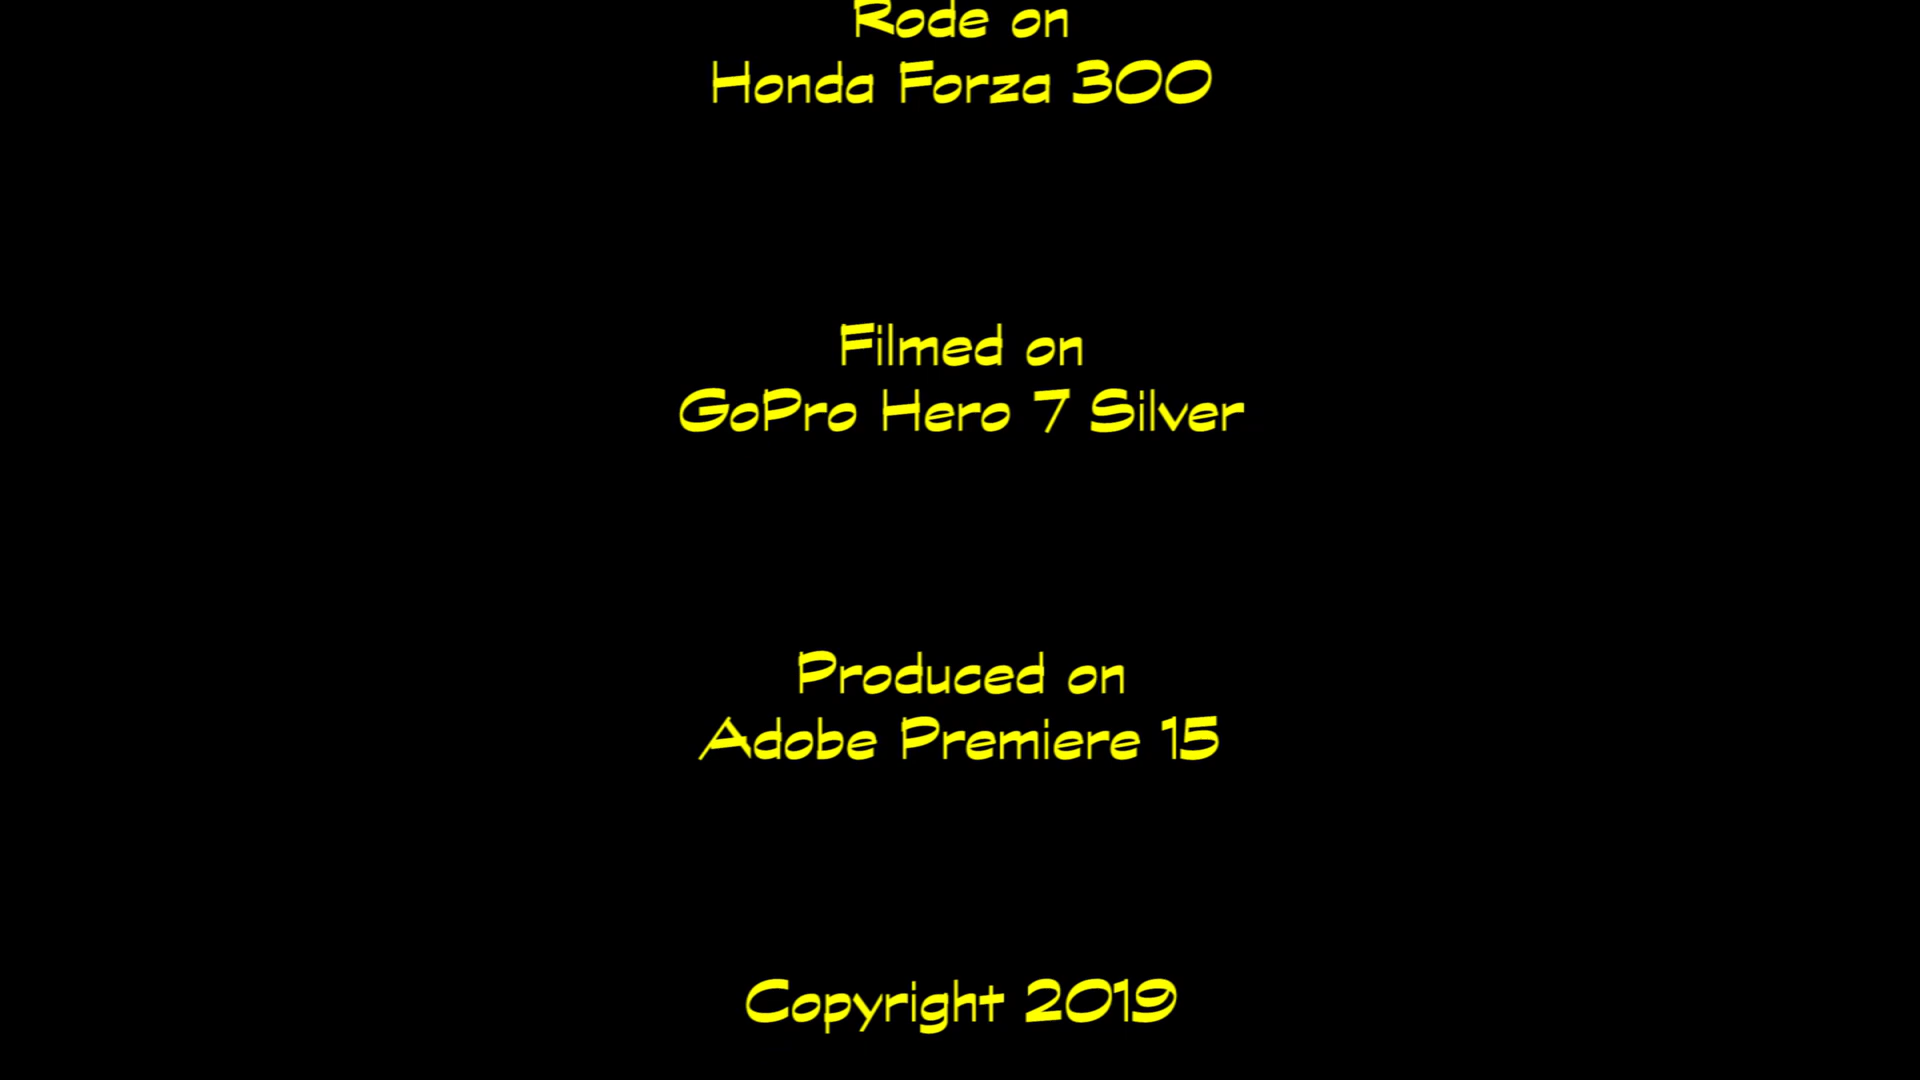 Rode on
Honda Forza 300
Filmed on
GoPro Hero 7 Silver
Produced on
Adobe Premiere 15
Copyright 2019